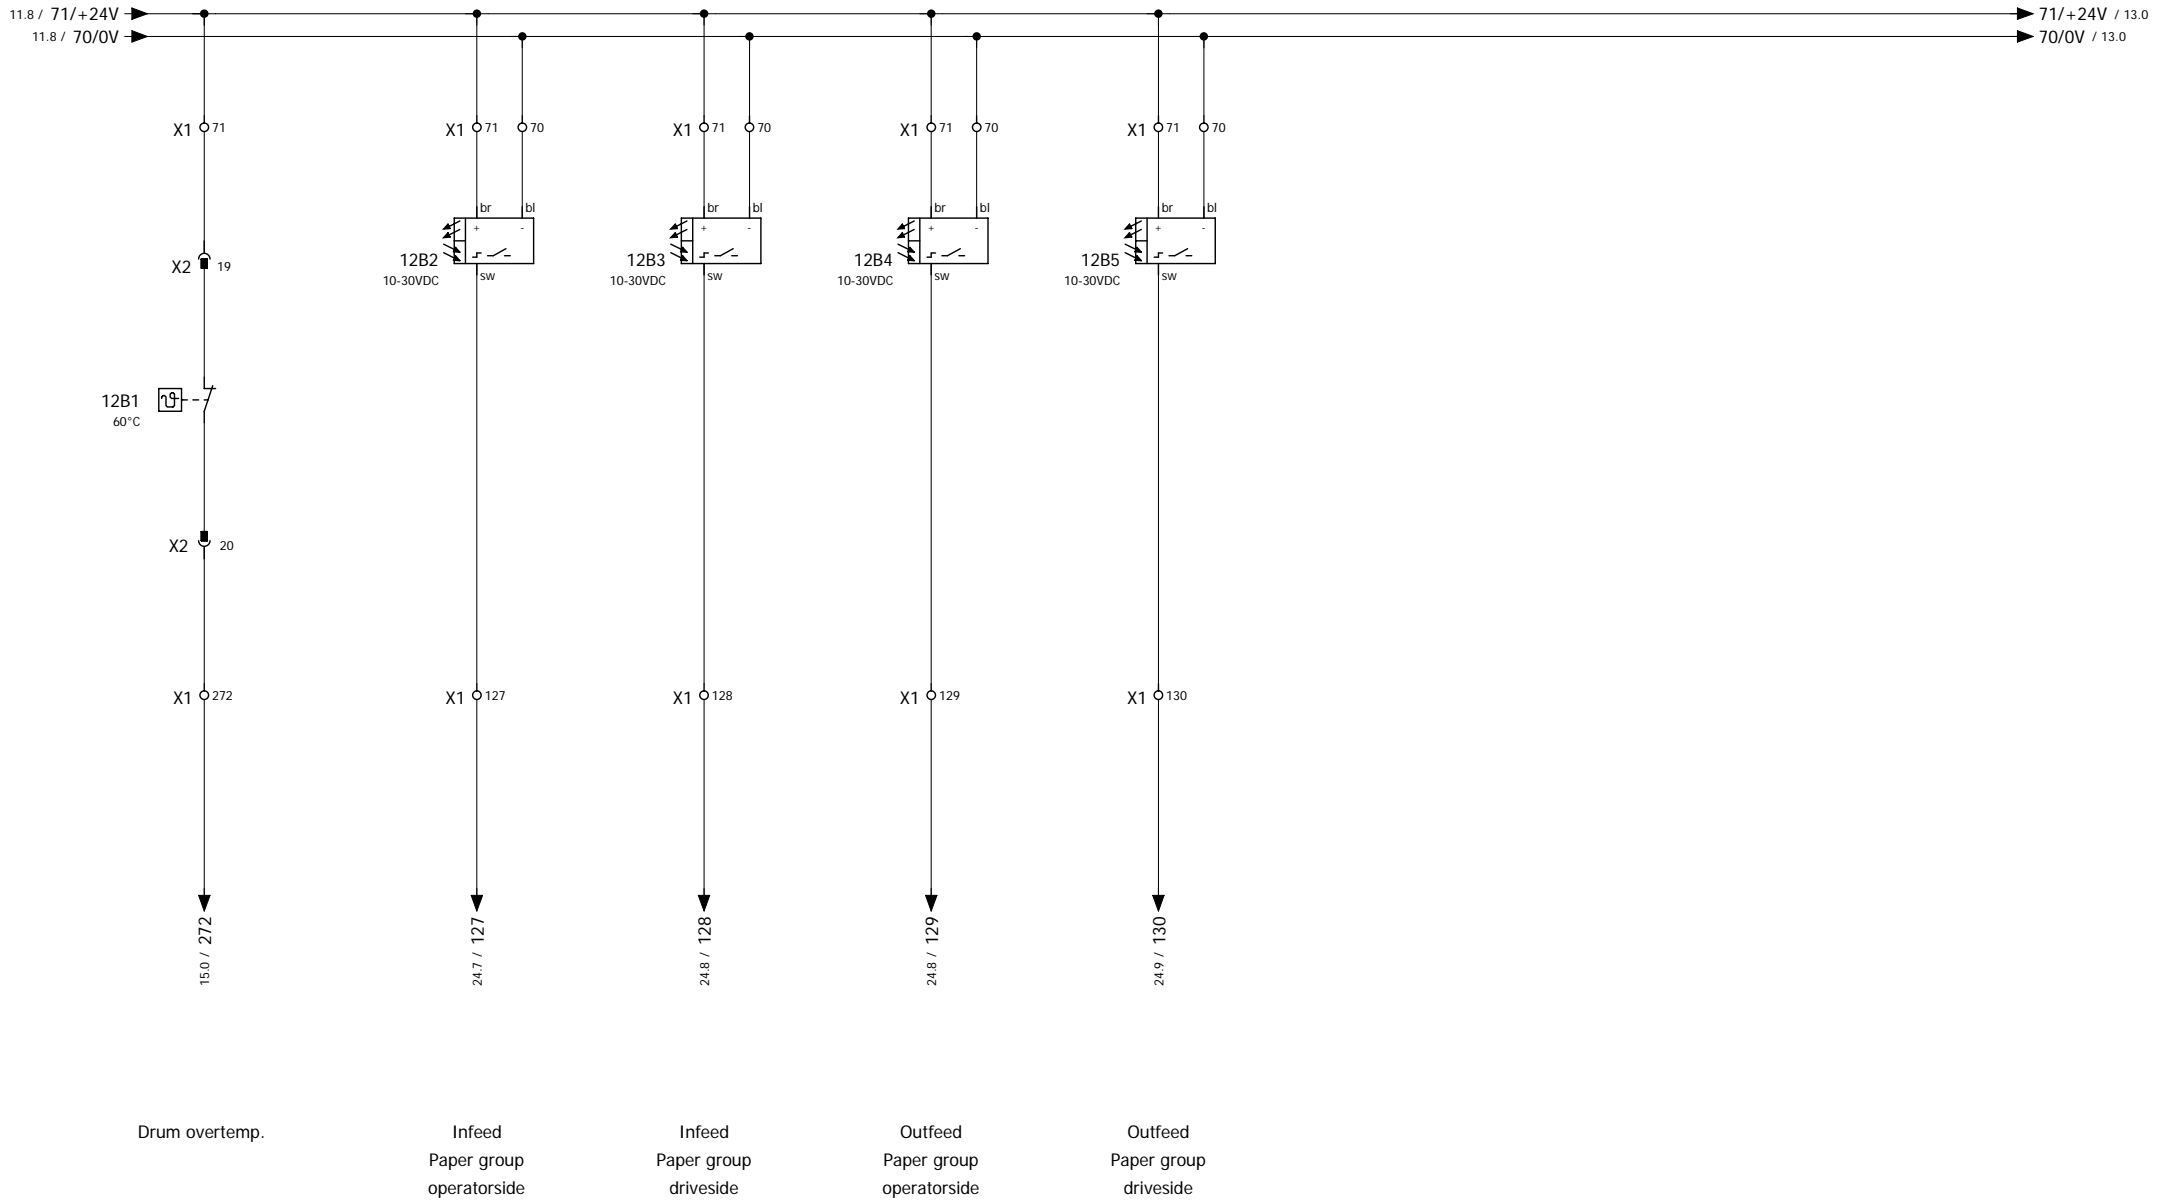 11.8 / 71/+24V 71/+24V / 13.0
11.8 / 70/0V 70/0V / 13.0
X1 71 X1 71 70 X1 71 70 X1 71 70 X1 71 70
br bl br bl br bl br bl
+ - + - + - + -
12B2 12B3 12B4 12B5
X2 19
sw sw sw sw
10-30VDC 10-30VDC 10-30VDC 10-30VDC
12B1 ϑ
60°C
X2 20
X1 272 X1 127 X1 128 X1 129 X1 130
15.0 / 272
24.7 / 127
24.8 / 128
24.8 / 129
24.9 / 130
Drum overtemp.
Infeed
Paper group
operatorside
Infeed
Paper group
driveside
Outfeed
Paper group
operatorside
Outfeed
Paper group
driveside